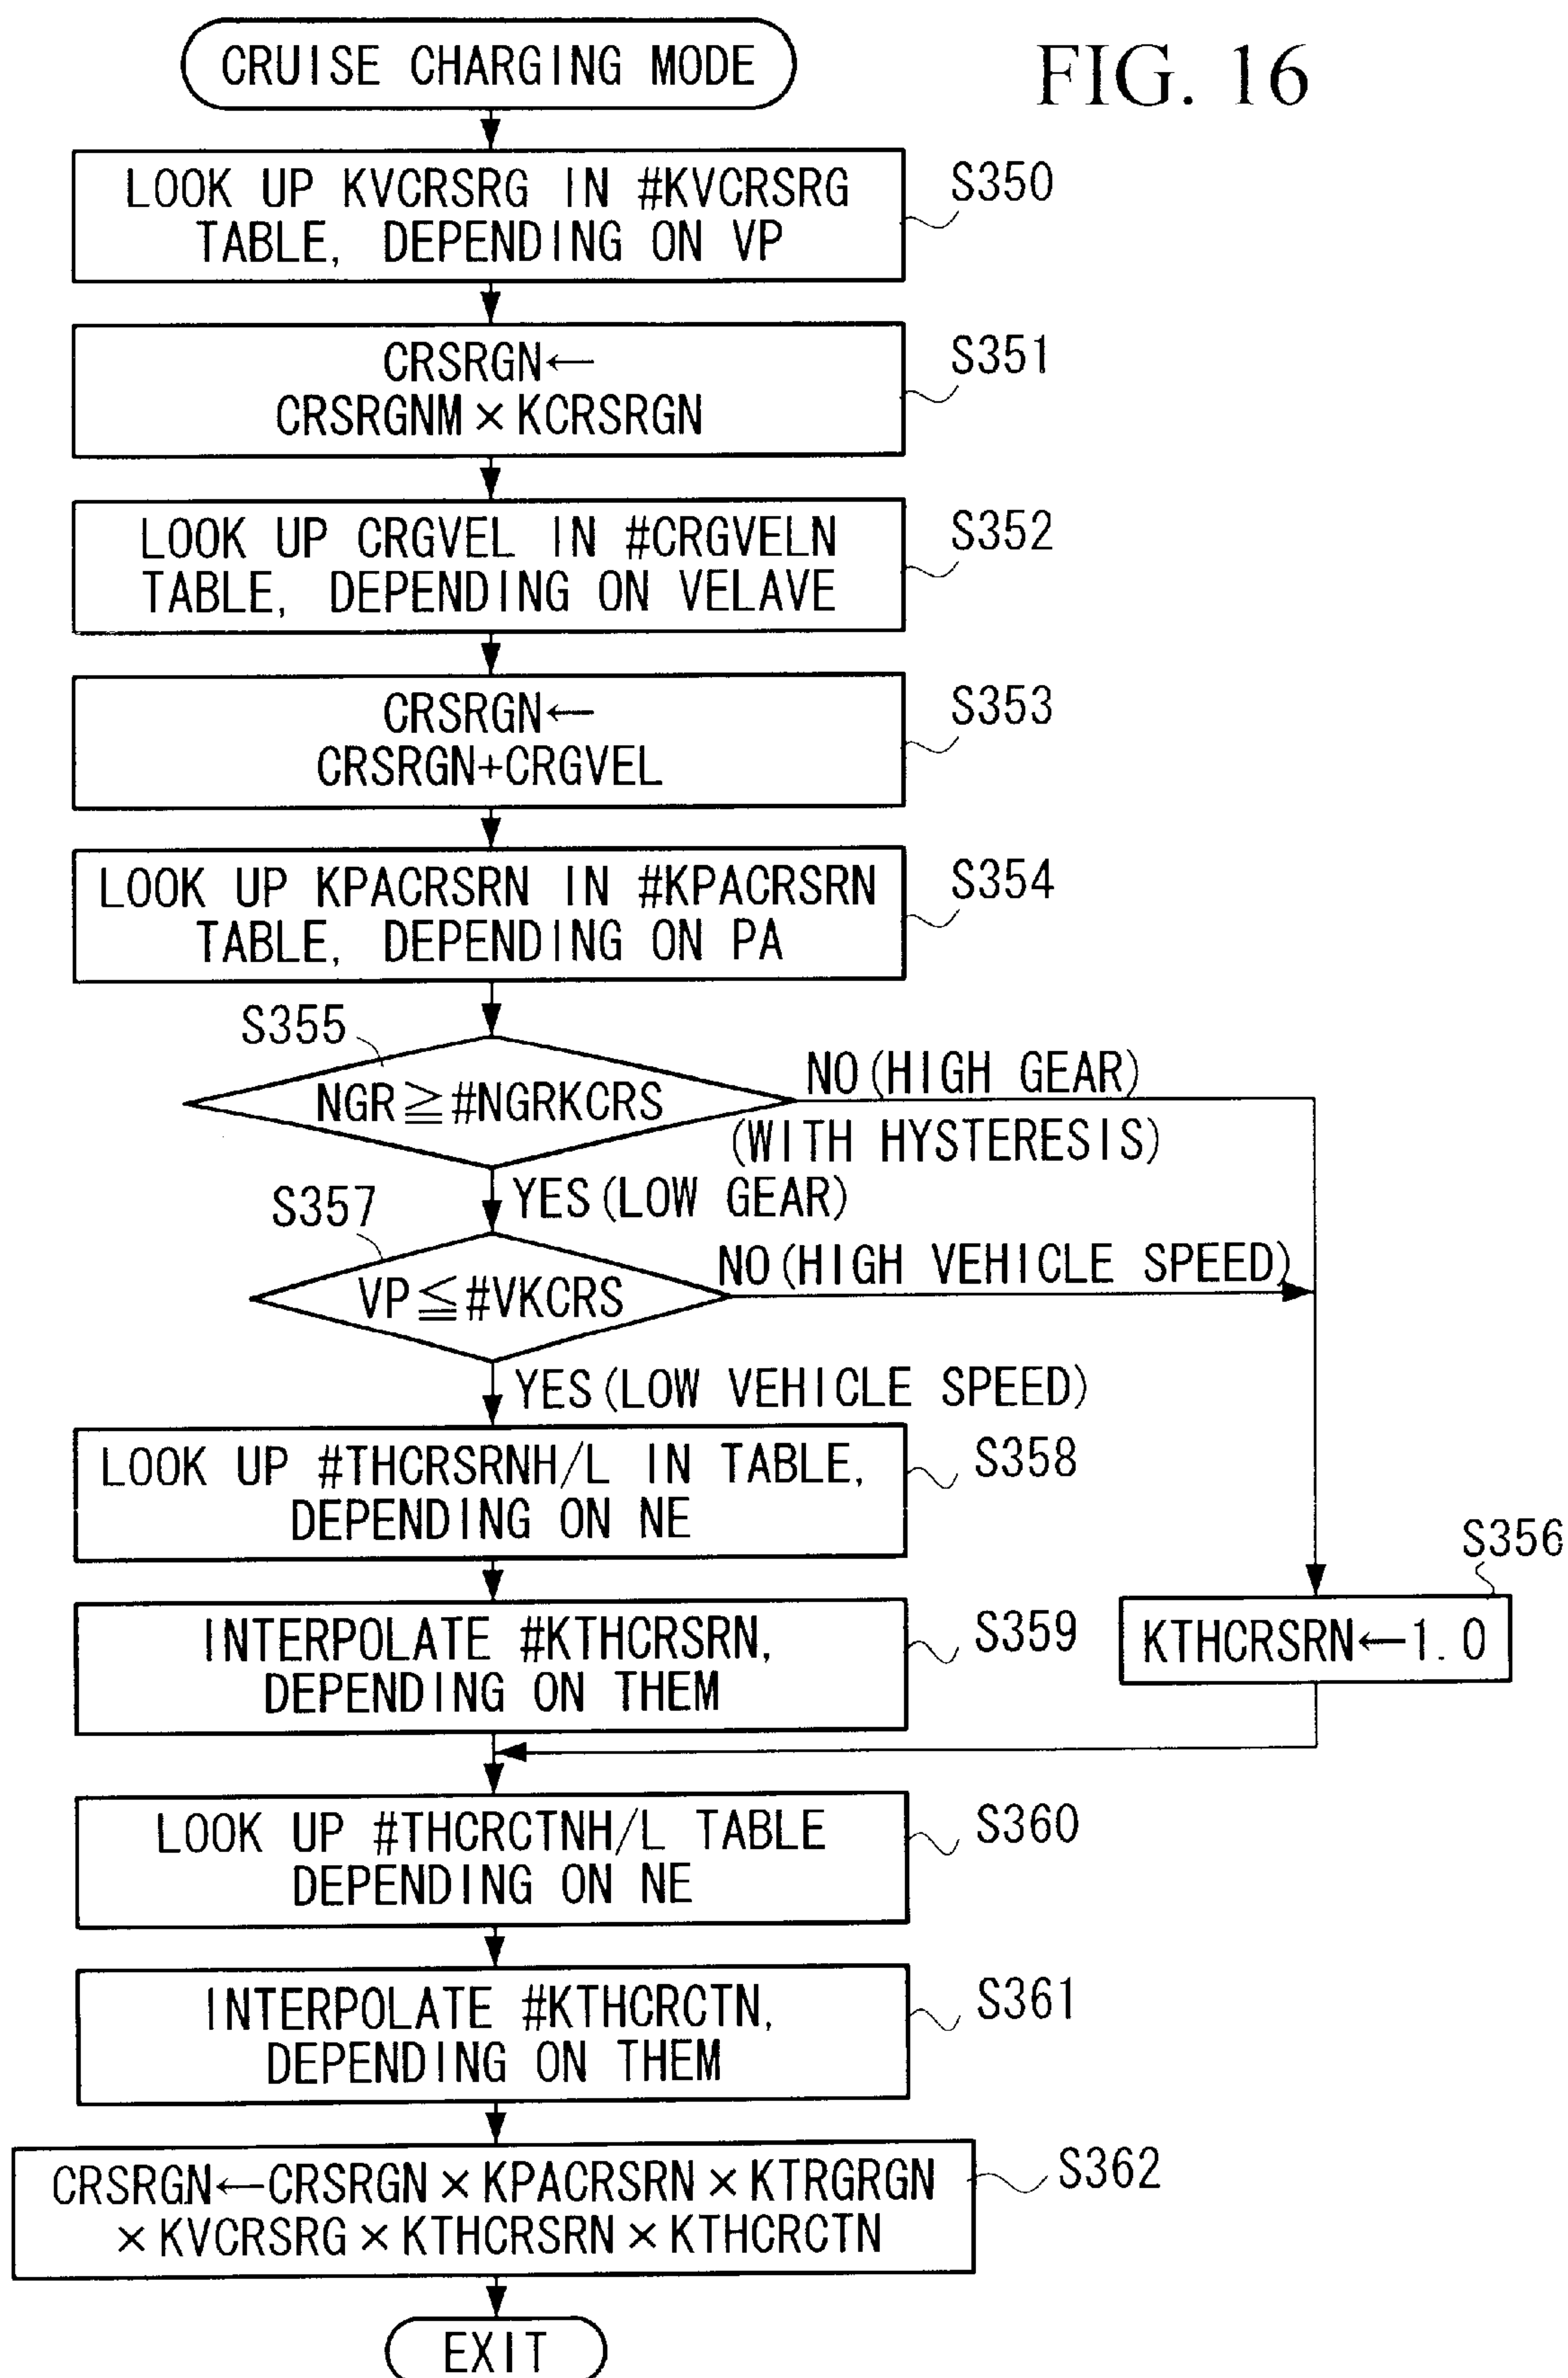 CRUISE CHARGING MODE
FIG. 16
LOOK UP KVCRSRG IN #KVCRSRG
TABLE, DEPENDING ON VP
S350
CRSRGN←
CRSRGNM × KCRSRGN
S351
LOOK UP CRGVEL IN #CRGVELN
TABLE, DEPENDING ON VELAVE
S352
CRSRGN←
CRSRGN+CRGVEL
S353
LOOK UP KPACRSRN IN #KPACRSRN
TABLE, DEPENDING ON PA
S354
S355
NGR≧#NGRKCRS
NO(HIGH GEAR)
(WITH HYSTERESIS)
YES(LOW GEAR)
S357
VP≦#VKCRS
NO(HIGH VEHICLE SPEED)
YES(LOW VEHICLE SPEED)
LOOK UP #THCRSRNH/L IN TABLE,
DEPENDING ON NE
S358
S356
KTHCRSRN←1.0
INTERPOLATE #KTHCRSRN,
DEPENDING ON THEM
S359
LOOK UP #THCRCTNH/L TABLE
DEPENDING ON NE
S360
INTERPOLATE #KTHCRCTN,
DEPENDING ON THEM
S361
CRSRGN←CRSRGN × KPACRSRN × KTRGRGN
× KVCRSRG × KTHCRSRN × KTHCRCTN
S362
EXIT